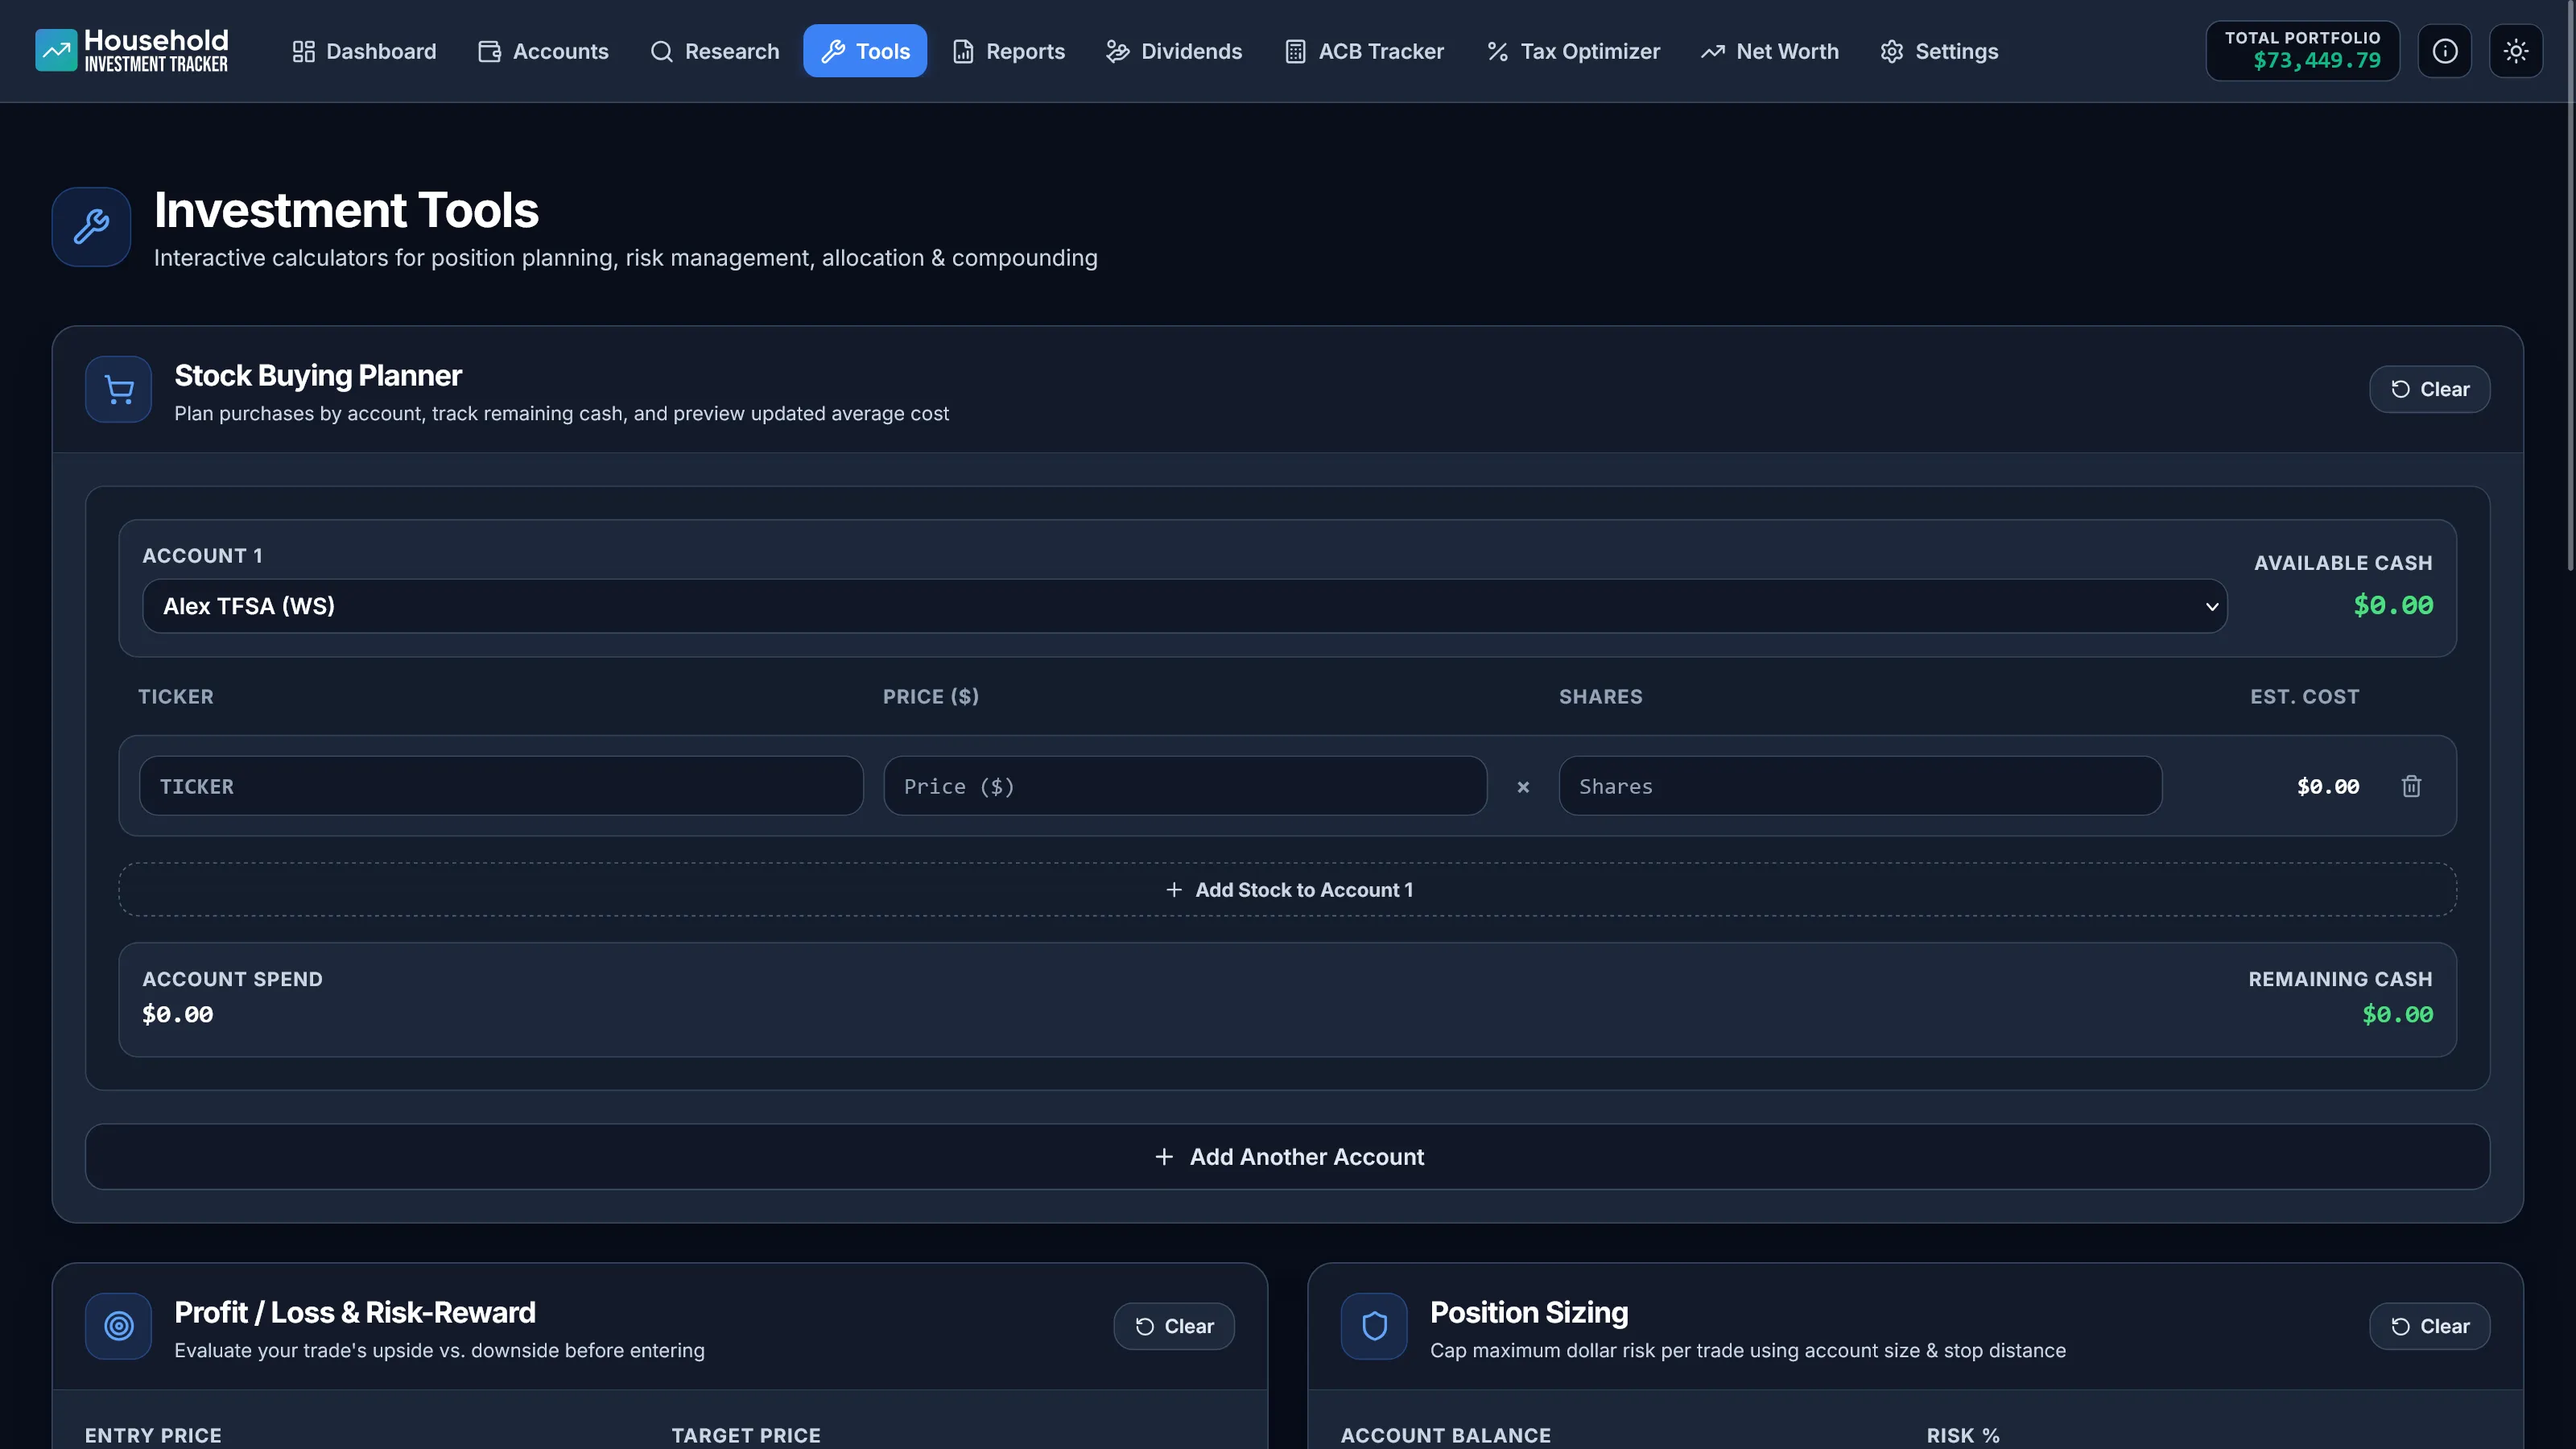 Household
INVESTMENT TRACKER
Dashboard
Accounts
Research
Tools
Reports
Dividends
ACB Tracker
Tax Optimizer
Net Worth
Settings
TOTAL PORTFOLIO
$73,449.79
Investment Tools
Interactive calculators for position planning, risk management, allocation & compounding
Stock Buying Planner
Plan purchases by account, track remaining cash, and preview updated average cost
Clear
ACCOUNT 1
Alex TFSA (WS)
AVAILABLE CASH
$0.00
TICKER
PRICE ($)
SHARES
EST. COST
TICKER
Price ($)
×
Shares
$0.00
+ Add Stock to Account 1
ACCOUNT SPEND
$0.00
REMAINING CASH
$0.00
+ Add Another Account
Profit / Loss & Risk-Reward
Evaluate your trade's upside vs. downside before entering
Clear
ENTRY PRICE
TARGET PRICE
Position Sizing
Cap maximum dollar risk per trade using account size & stop distance
Clear
ACCOUNT BALANCE
RISK %